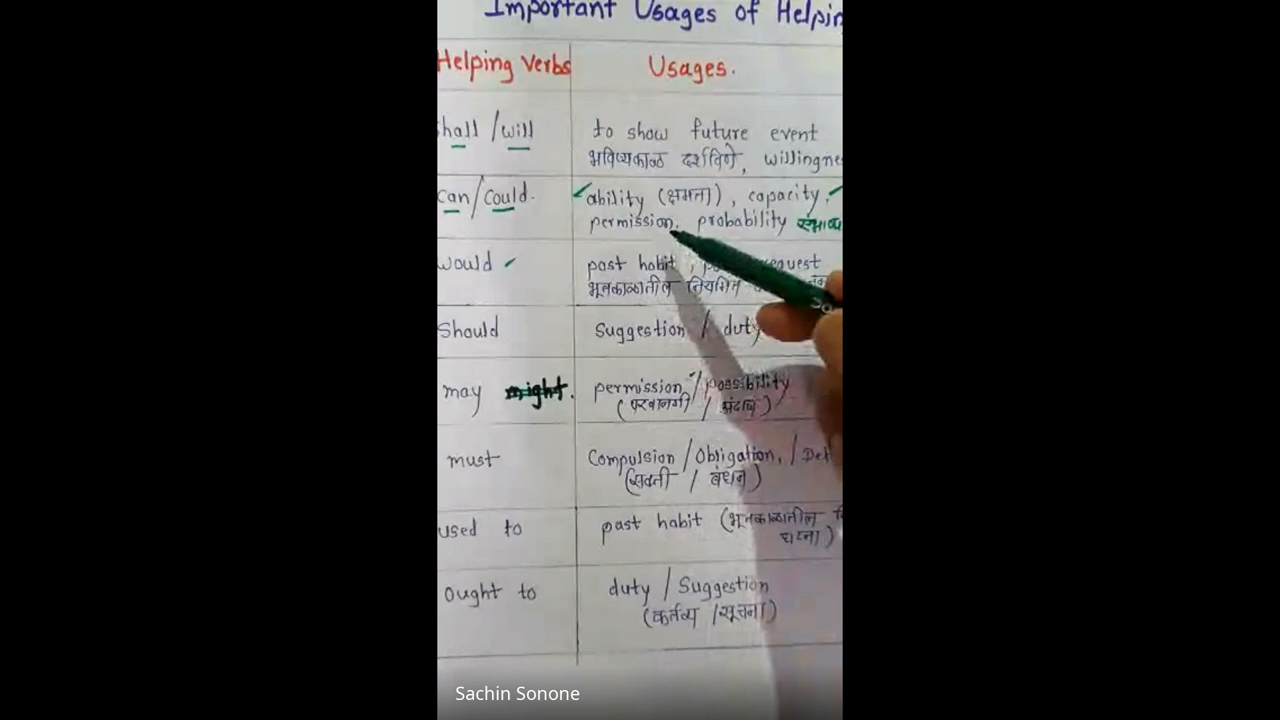 Important Usages of Helpin
Helping Verbs Usages.
hall / will to show future event
भविष्यकाळ दर्शविणे, willingne
can/could. ability (क्षमता), capacity,
permission. probability संभाव्य
would past habit, request
भूतकाळातील नियमित
Should Suggestion / duty
may might. permission / possibility
(परवानगी / अंदाज)
must Compulsion / Obligation, / Det
(सक्ती / बंधन)
used to past habit (भूतकाळातील
घटना)
ought to duty / Suggestion
(कर्तव्य / सूचना)
Sachin Sonone